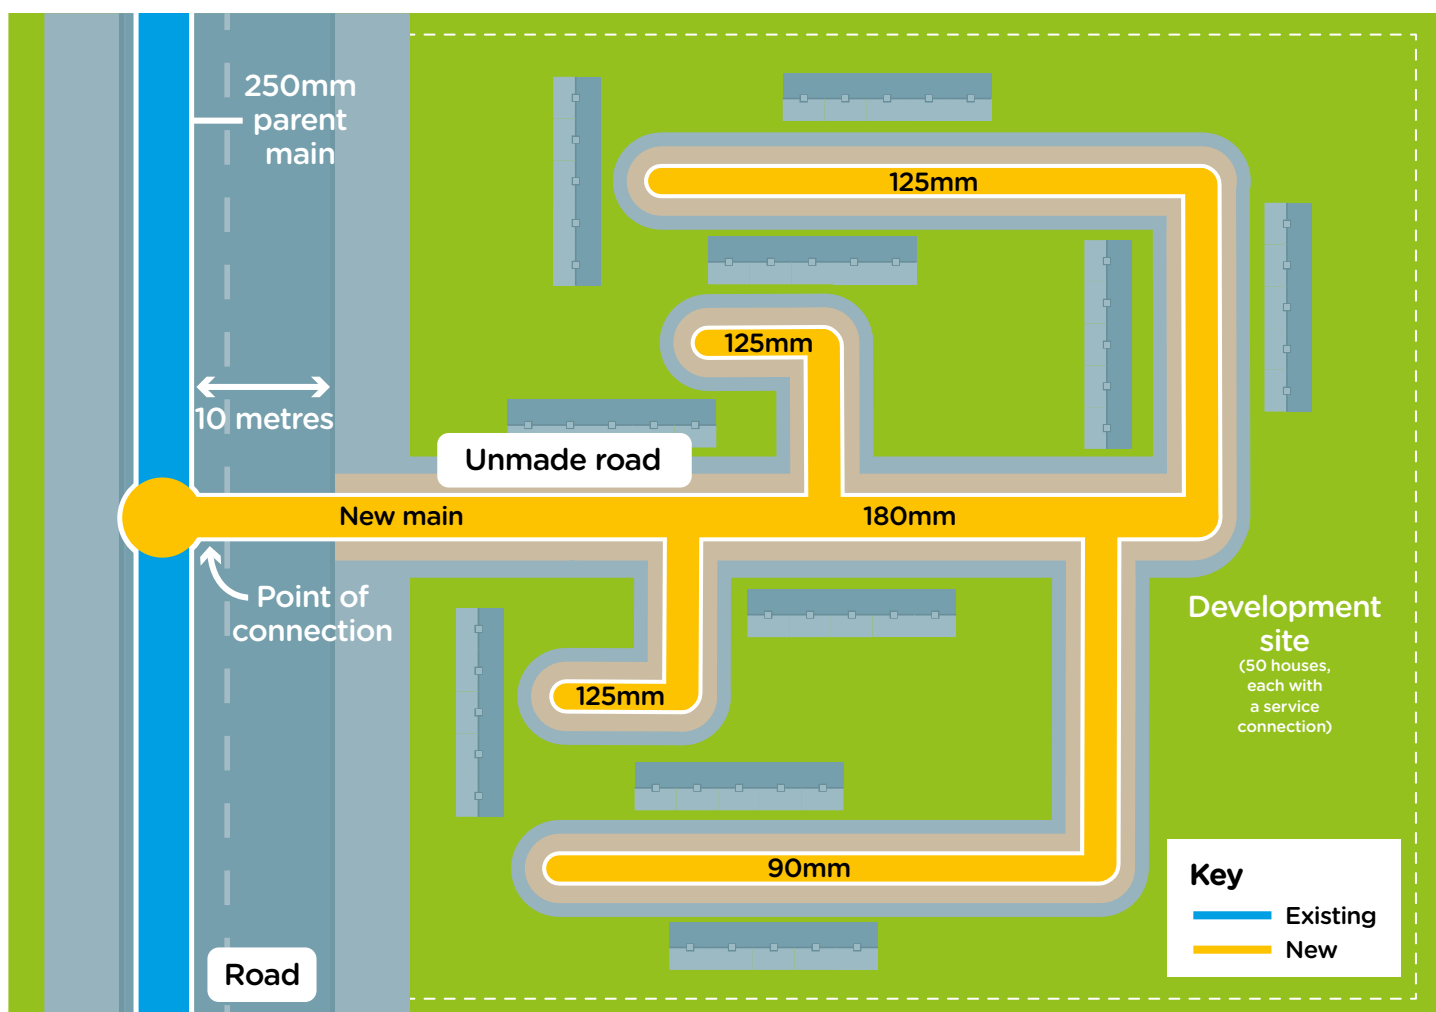 250mm
parent
main
125mm
125mm
10 metres
Unmade road
New main
180mm
Point of
connection
Development
site
(50 houses,
each with
a service
connection)
125mm
90mm
Key
Existing
New
Road